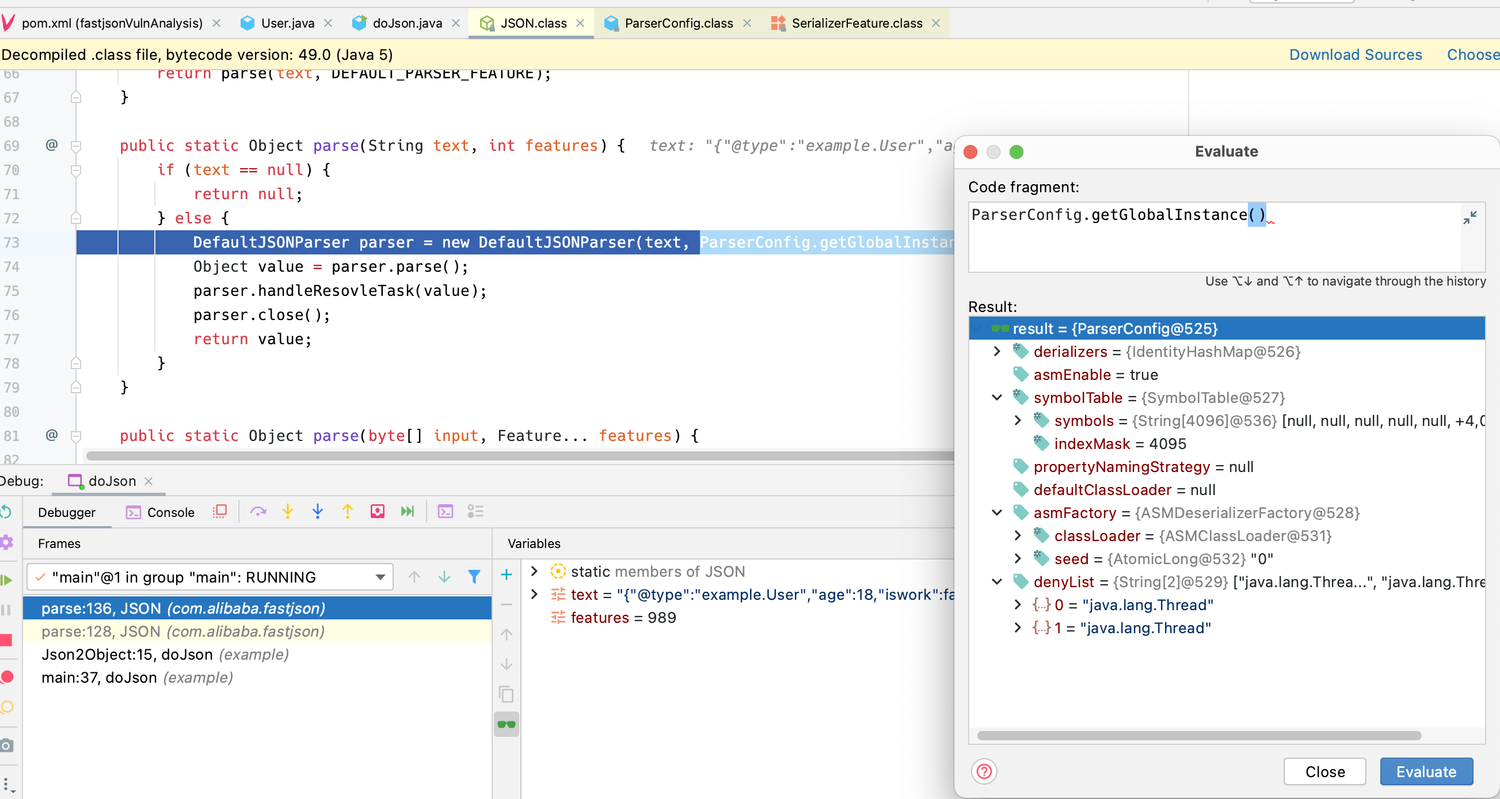 pom.xml (fastjsonVulnAnalysis) User.java doJson.java JSON.class ParserConfig.class SerializerFeature.class
Decompiled .class file, bytecode version: 49.0 (Java 5) Download Sources Choose
66 return parse(text, DEFAULT_PARSER_FEATURE);
67 }
68
69 @ public static Object parse(String text, int features) { text: "{"@type":"example.User","a
70 if (text == null) {
71 return null;
72 } else {
73 DefaultJSONParser parser = new DefaultJSONParser(text, ParserConfig.getGlobalInstan
74 Object value = parser.parse();
75 parser.handleResovleTask(value);
76 parser.close();
77 return value;
78 }
79 }
80
81 @ public static Object parse(byte[] input, Feature... features) {
82
Evaluate
Code fragment:
ParserConfig.getGlobalInstance()
Use ⌥↓ and ⌥↑ to navigate through the history
Result:
result = {ParserConfig@525}
derializers = {IdentityHashMap@526}
asmEnable = true
symbolTable = {SymbolTable@527}
symbols = {String[4096]@536} [null, null, null, null, null, +4,0
indexMask = 4095
propertyNamingStrategy = null
defaultClassLoader = null
asmFactory = {ASMDeserializerFactory@528}
classLoader = {ASMClassLoader@531}
seed = {AtomicLong@532} "0"
denyList = {String[2]@529} ["java.lang.Threa...", "java.lang.Thre
0 = "java.lang.Thread"
1 = "java.lang.Thread"
Close Evaluate
Debug: doJson
Debugger Console
Frames
"main"@1 in group "main": RUNNING
parse:136, JSON (com.alibaba.fastjson)
parse:128, JSON (com.alibaba.fastjson)
Json2Object:15, doJson (example)
main:37, doJson (example)
Variables
static members of JSON
text = "{"@type":"example.User","age":18,"iswork":fa
features = 989